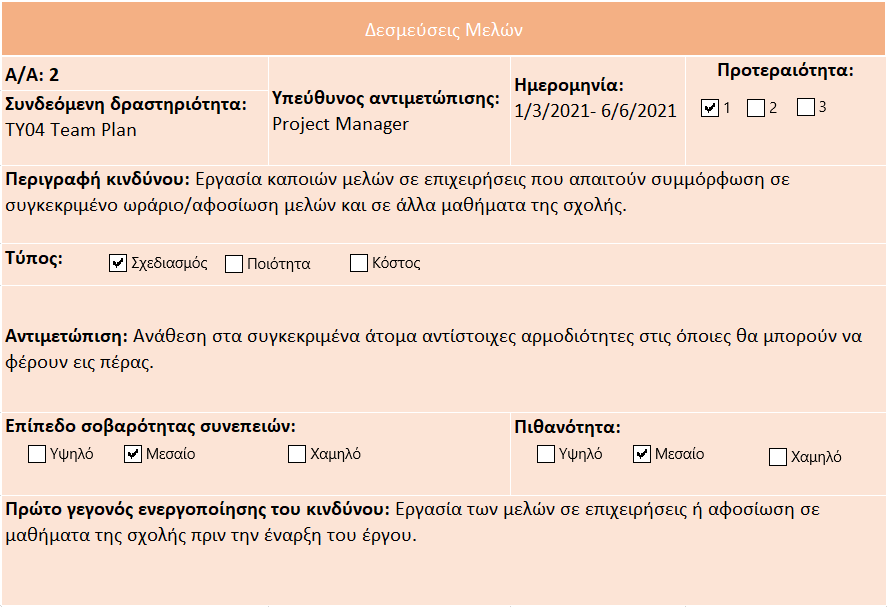 Δεσμεύσεις Μελών
Α/Α: 2
Συνδεόμενη δραστηριότητα:
TY04 Team Plan
Υπεύθυνος αντιμετώπισης:
Project Manager
Ημερομηνία:
1/3/2021- 6/6/2021
Προτεραιότητα:
1 2 3
Περιγραφή κινδύνου: Εργασία καποιών μελών σε επιχειρήσεις που απαιτούν συμμόρφωση σε
συγκεκριμένο ωράριο/αφοσίωση μελών και σε άλλα μαθήματα της σχολής.
Τύπος: Σχεδιασμός Ποιότητα Κόστος
Αντιμετώπιση: Ανάθεση στα συγκεκριμένα άτομα αντίστοιχες αρμοδιότητες στις όποιες θα μπορούν να
φέρουν εις πέρας.
Επίπεδο σοβαρότητας συνεπειών:
Υψηλό Μεσαίο Χαμηλό
Πιθανότητα:
Υψηλό Μεσαίο Χαμηλό
Πρώτο γεγονός ενεργοποίησης του κινδύνου: Εργασία των μελών σε επιχειρήσεις ή αφοσίωση σε
μαθήματα της σχολής πριν την έναρξη του έργου.